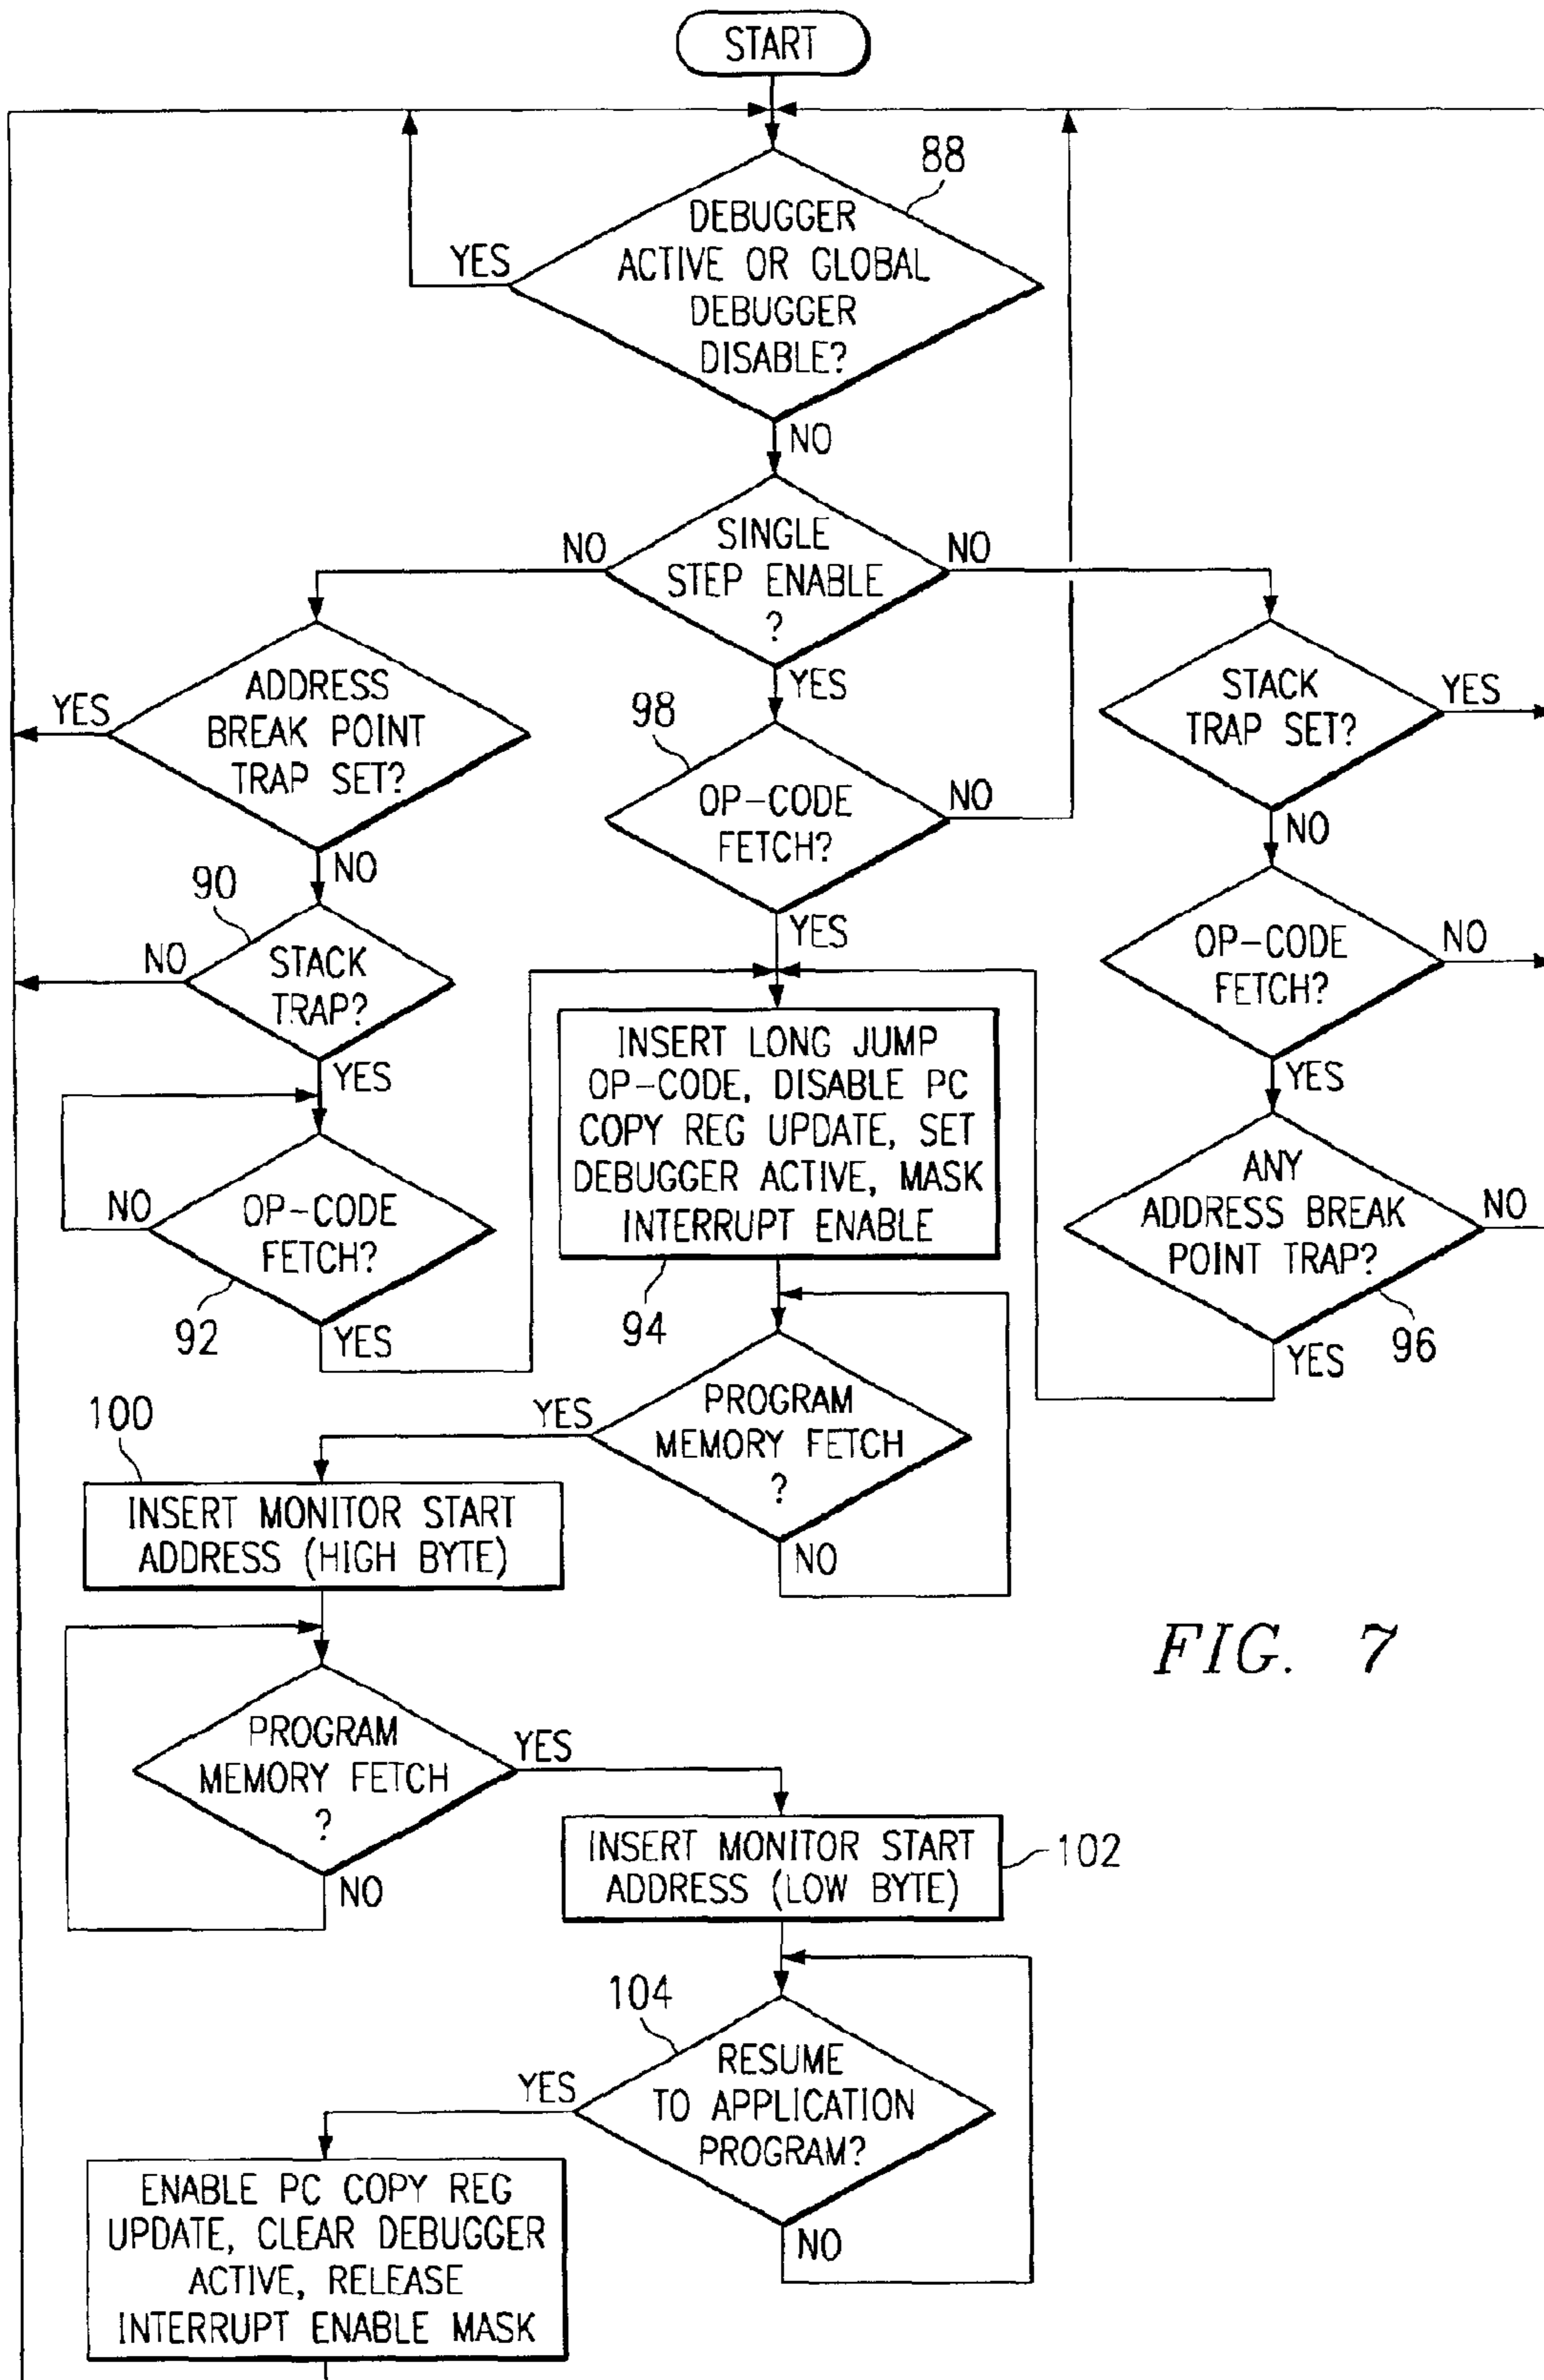 START
88
DEBUGGER
ACTIVE OR GLOBAL
DEBUGGER
DISABLE?
YES
NO
SINGLE
STEP ENABLE
?
NO
NO
YES
ADDRESS
BREAK POINT
TRAP SET?
YES
NO
98
OP-CODE
FETCH?
NO
YES
STACK
TRAP SET?
YES
NO
90
STACK
TRAP?
NO
YES
OP-CODE
FETCH?
NO
YES
INSERT LONG JUMP
OP-CODE, DISABLE PC
COPY REG UPDATE, SET
DEBUGGER ACTIVE, MASK
INTERRUPT ENABLE
94
OP-CODE
FETCH?
NO
92
YES
ANY
ADDRESS BREAK
POINT TRAP?
NO
96
YES
PROGRAM
MEMORY FETCH
?
YES
NO
100
INSERT MONITOR START
ADDRESS (HIGH BYTE)
FIG. 7
PROGRAM
MEMORY FETCH
?
YES
NO
INSERT MONITOR START
ADDRESS (LOW BYTE)
102
104
RESUME
TO APPLICATION
PROGRAM?
YES
NO
ENABLE PC COPY REG
UPDATE, CLEAR DEBUGGER
ACTIVE, RELEASE
INTERRUPT ENABLE MASK